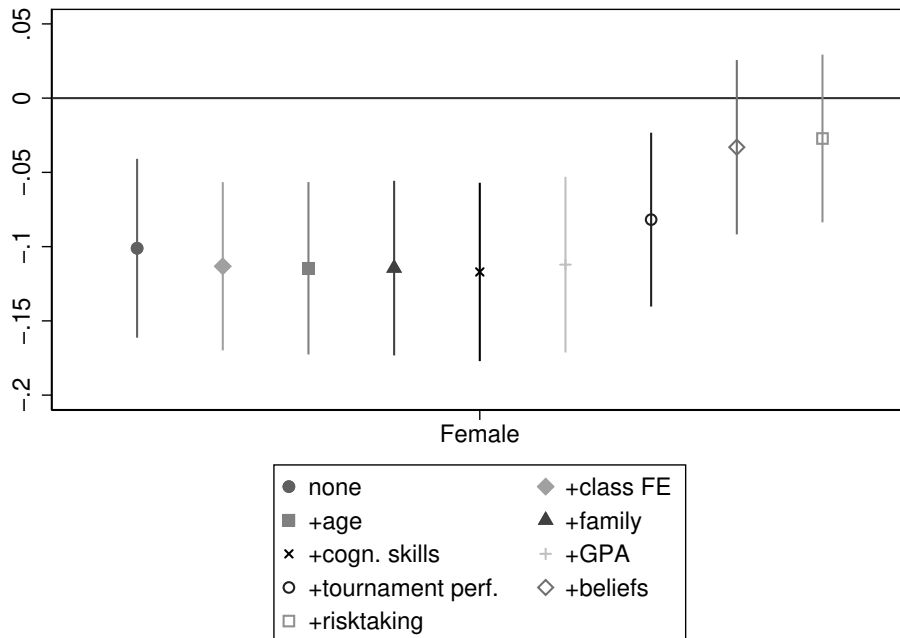 .05
0
-.05
-.1
-.15
-.2
Female
none +class FE
+age +family
+cogn. skills +GPA
+tournament perf. +beliefs
+risktaking